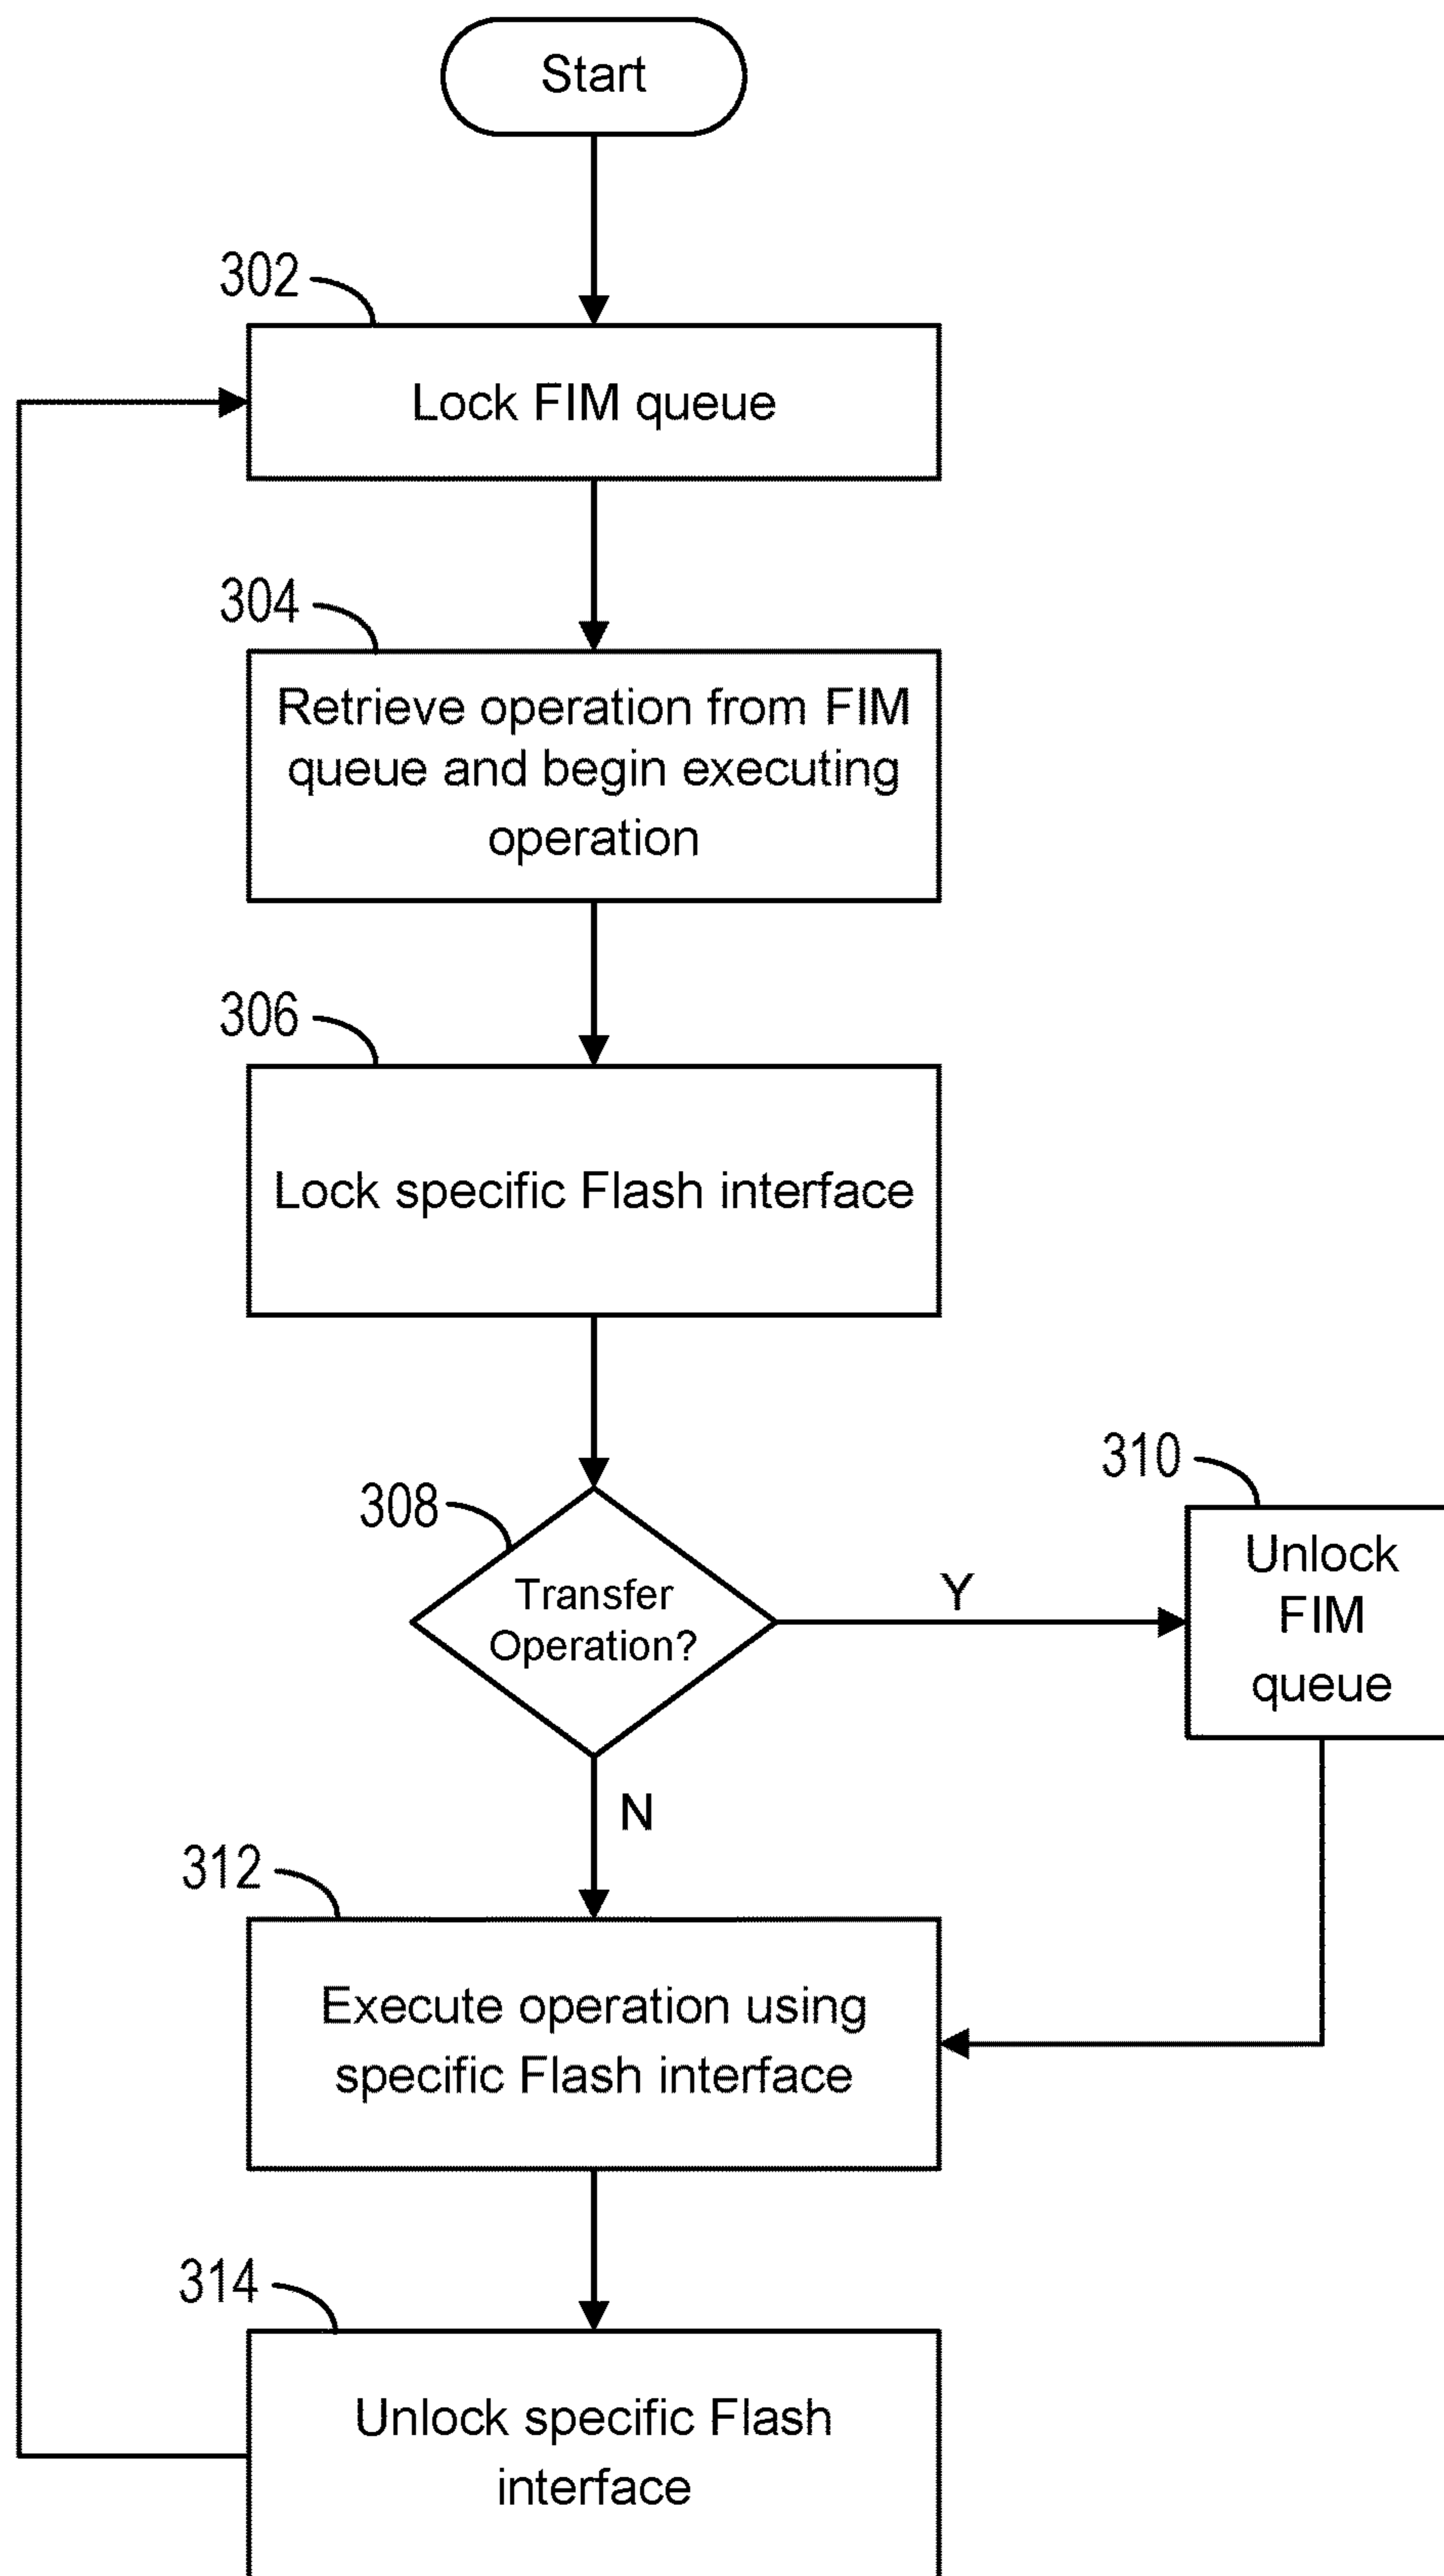 Start
302
Lock FIM queue
304
Retrieve operation from FIM
queue and begin executing
operation
306
Lock specific Flash interface
308
Transfer
Operation?
Y
310
Unlock
FIM
queue
N
312
Execute operation using
specific Flash interface
314
Unlock specific Flash
interface